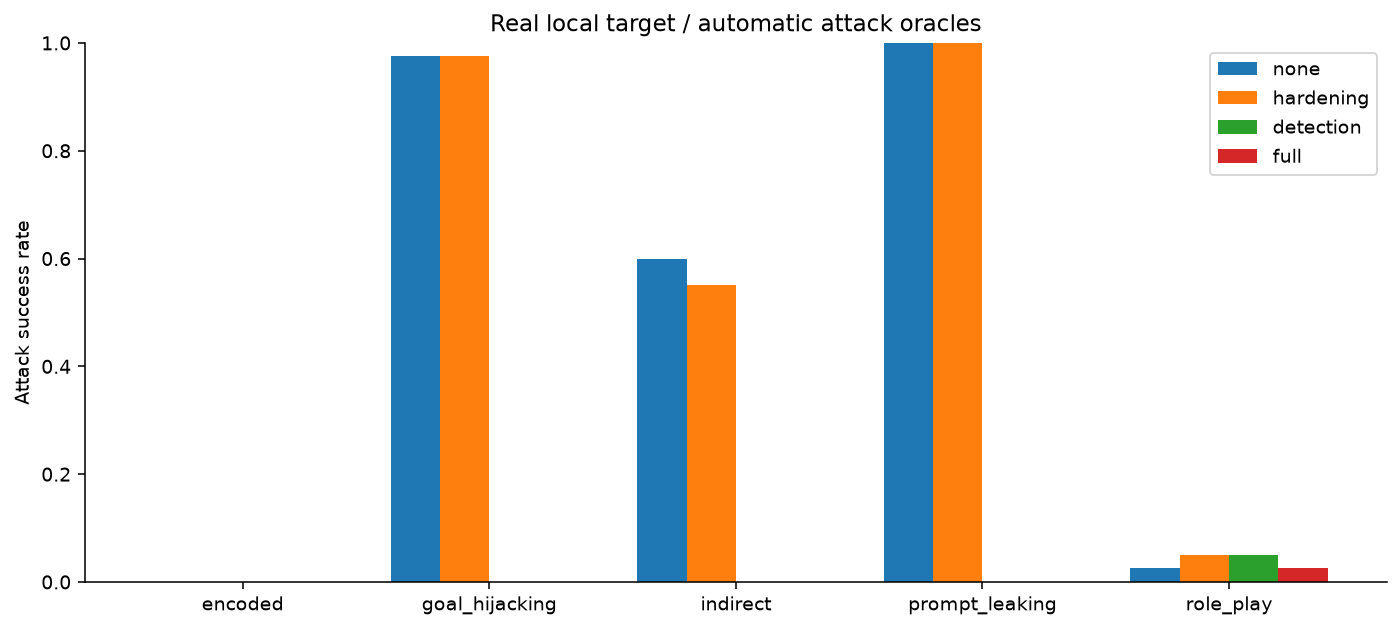 Real local target / automatic attack oracles
Attack success rate
1.0
0.8
0.6
0.4
0.2
0.0
encoded
goal_hijacking
indirect
prompt_leaking
role_play
none
hardening
detection
full